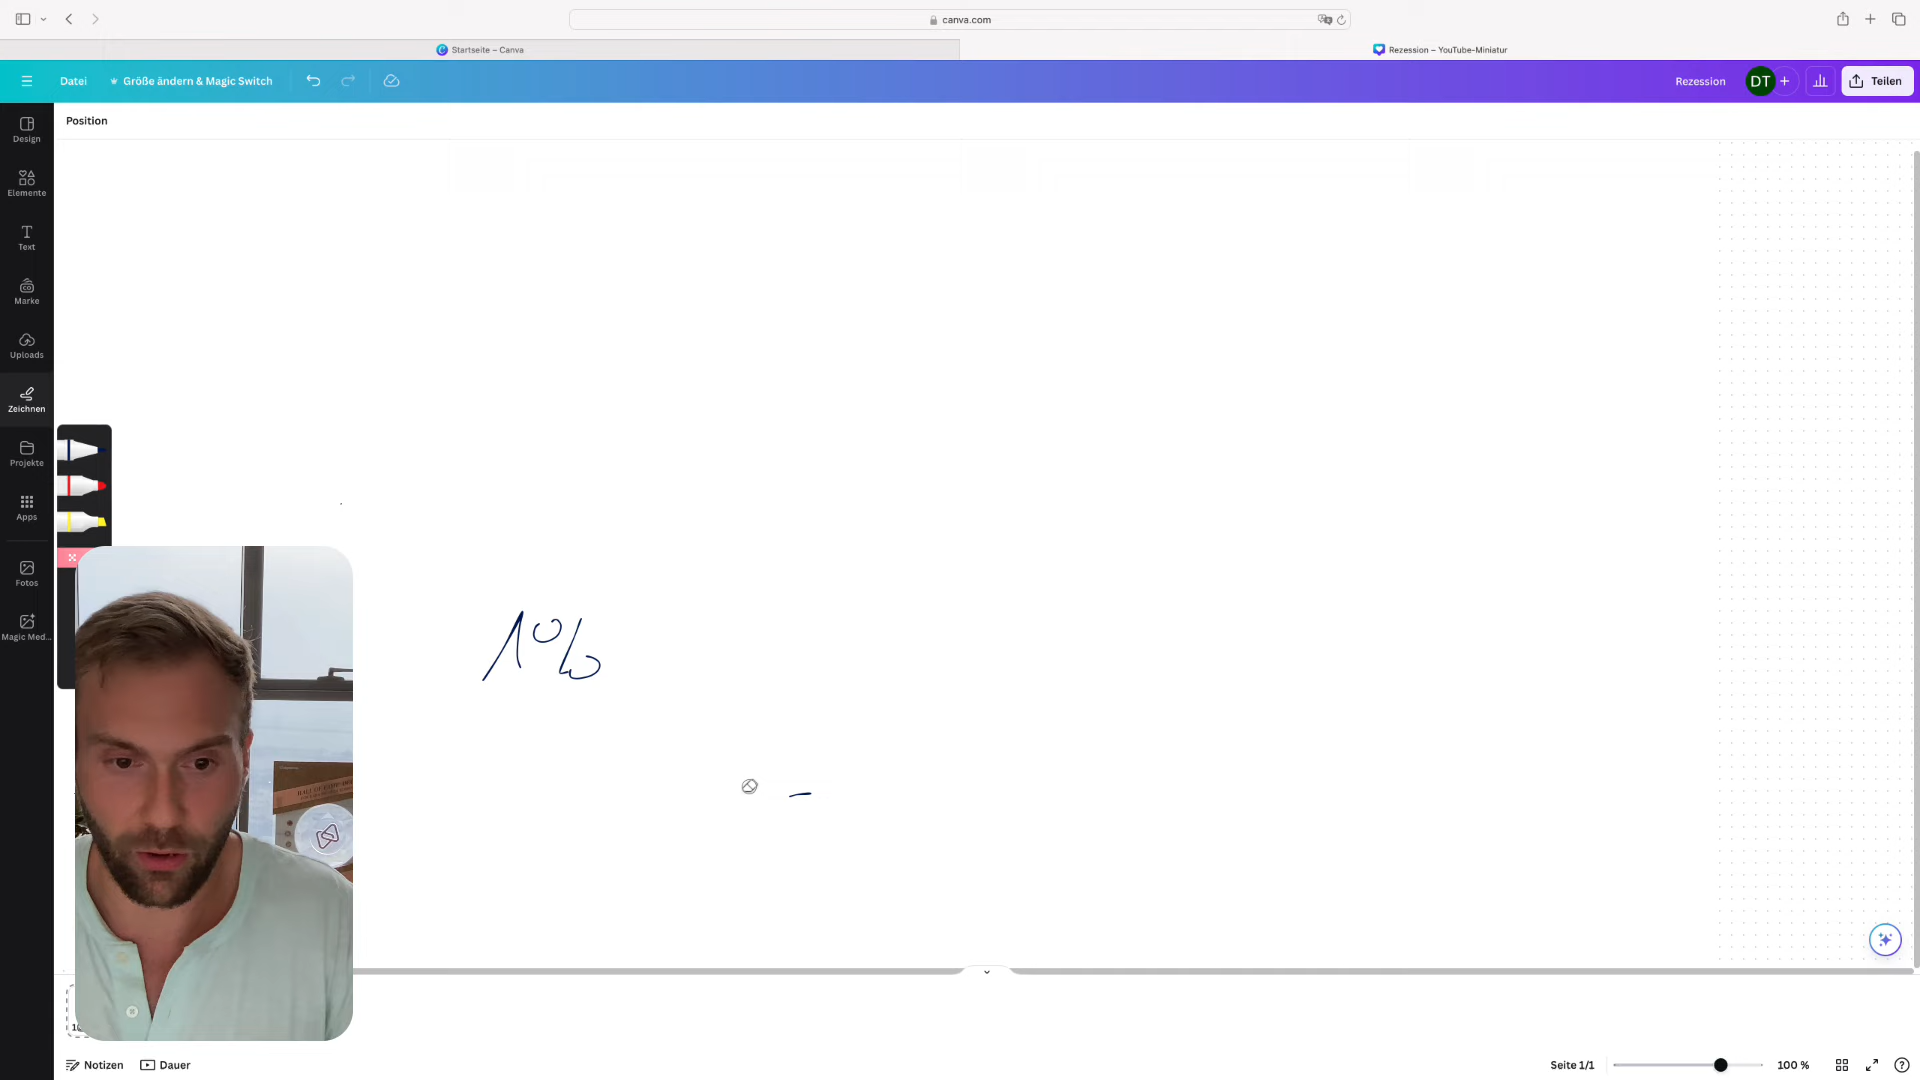 canva.com
Startseite – Canva
Rezession – YouTube-Miniatur
Datei
Größe ändern & Magic Switch
Rezession
DT
Teilen
Position
Design
Elemente
Text
Marke
Uploads
Zeichnen
Projekte
Apps
Fotos
Magic Med...
1%
Notizen
Dauer
Seite 1/1
100 %